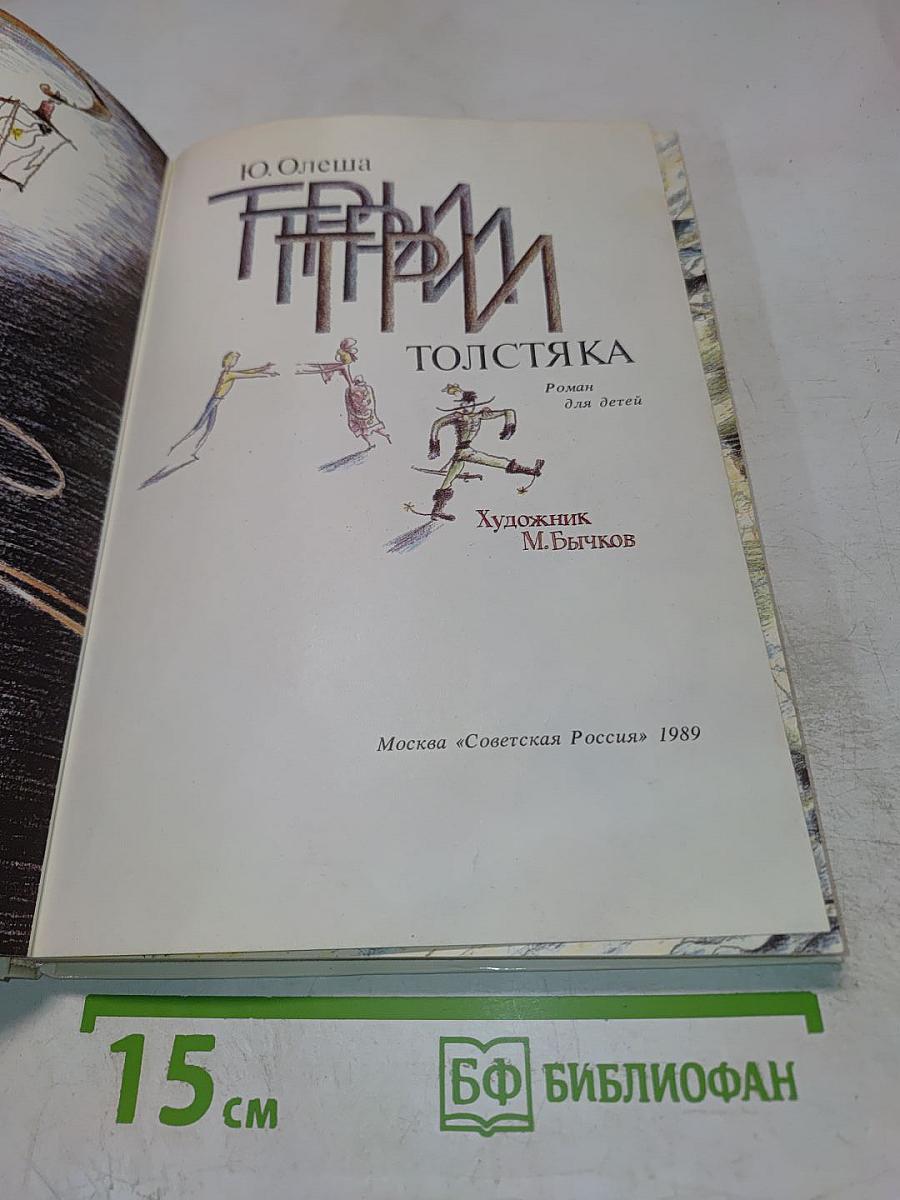 Ю. Олеша
ТРИ
ТОЛСТЯКА
Роман
для детей
Художник
М. Бычков
Москва «Советская Россия» 1989
15 см
БФ БИБЛИОФАН